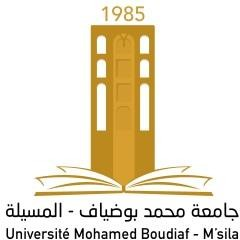 1985
جامعة محمد بوضياف - المسيلة
Université Mohamed Boudiaf - M'sila